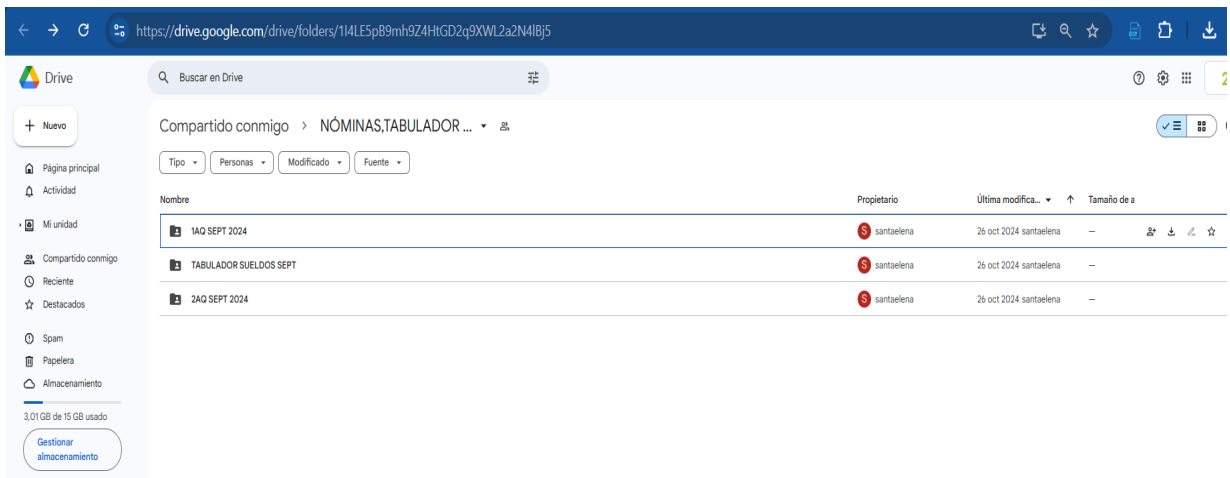 https://drive.google.com/drive/folders/1I4LE5pB9mh9Z4HtGD2q9XWL2a2N4lBj5
Drive
Buscar en Drive
2
Nuevo
Compartido conmigo > NÓMINAS,TABULADOR ...
Tipo Personas Modificado Fuente
Página principal
Actividad
Mi unidad
Compartido conmigo
Reciente
Destacados
Spam
Papelera
Almacenamiento
3,01 GB de 15 GB usado
Gestionar
almacenamiento
Nombre Propietario Última modifica... Tamaño de a
1AQ SEPT 2024 S santaelena 26 oct 2024 santaelena —
TABULADOR SUELDOS SEPT S santaelena 26 oct 2024 santaelena —
2AQ SEPT 2024 S santaelena 26 oct 2024 santaelena —